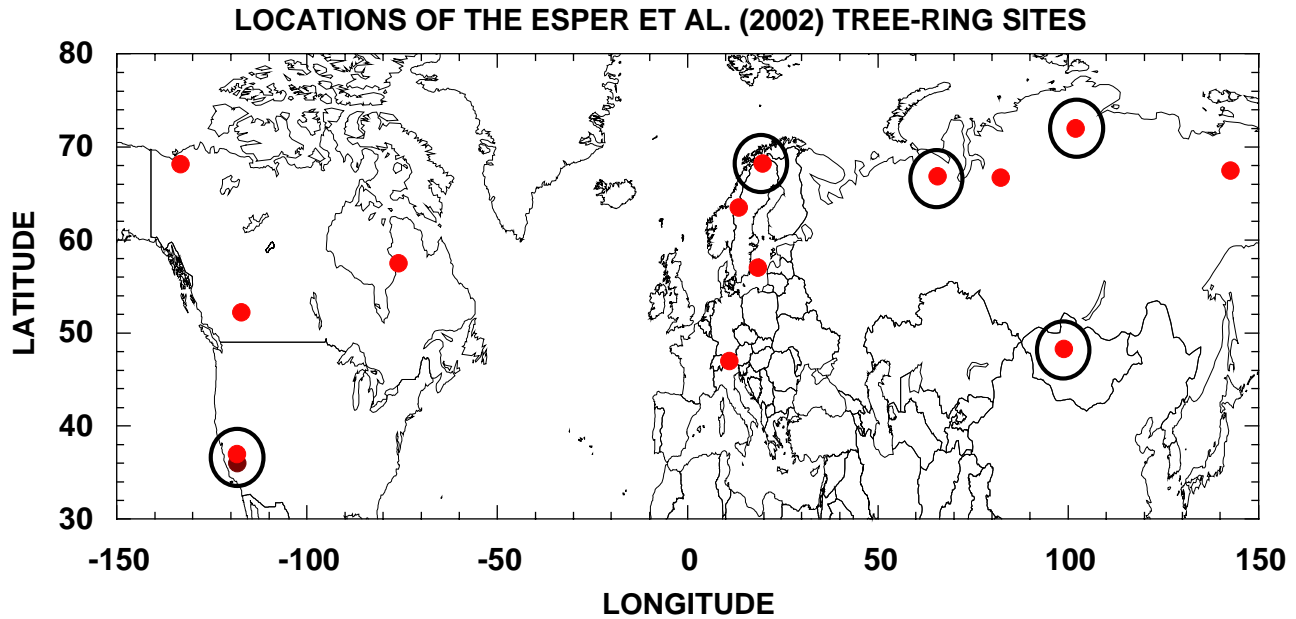 LOCATIONS OF THE ESPER ET AL. (2002) TREE-RING SITES
80
70
60
50
40
30
LATITUDE
-150 -100 -50 0 50 100 150
LONGITUDE